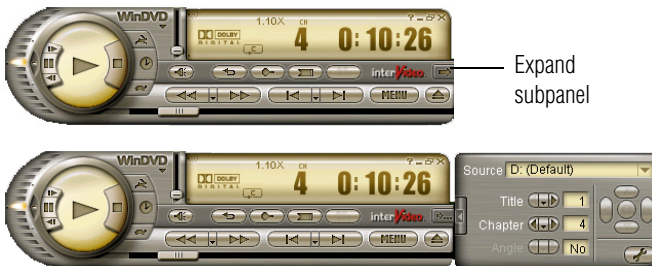 WinDVD
1.10X CH
DOLBY
DIGITAL
C
4 0:10:26
interVideo
MENU
Expand
subpanel
WinDVD
1.10X CH
DOLBY
DIGITAL
C
4 0:10:26
interVideo
MENU
Source D: (Default)
Title 1
Chapter 4
Angle No